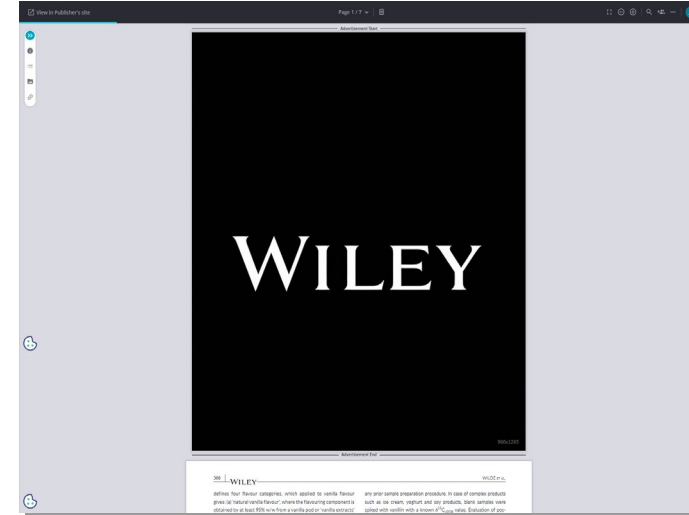 View in Publisher's site
Page 1 / 7
Advertisement Start
WILEY
960x1285
Advertisement End
388 WILEY WILDE ET AL.
defines four flavour categories, which applied to vanilla flavour
gives: (a) 'natural vanilla flavour', where the flavouring component is
obtained by at least 95% w/w from a vanilla pod or 'vanilla extracts'
any prior sample preparation procedure. In case of complex products
such as ice cream, yoghurt and soy products, blank samples were
spiked with vanillin with a known value. Evaluation of pos-